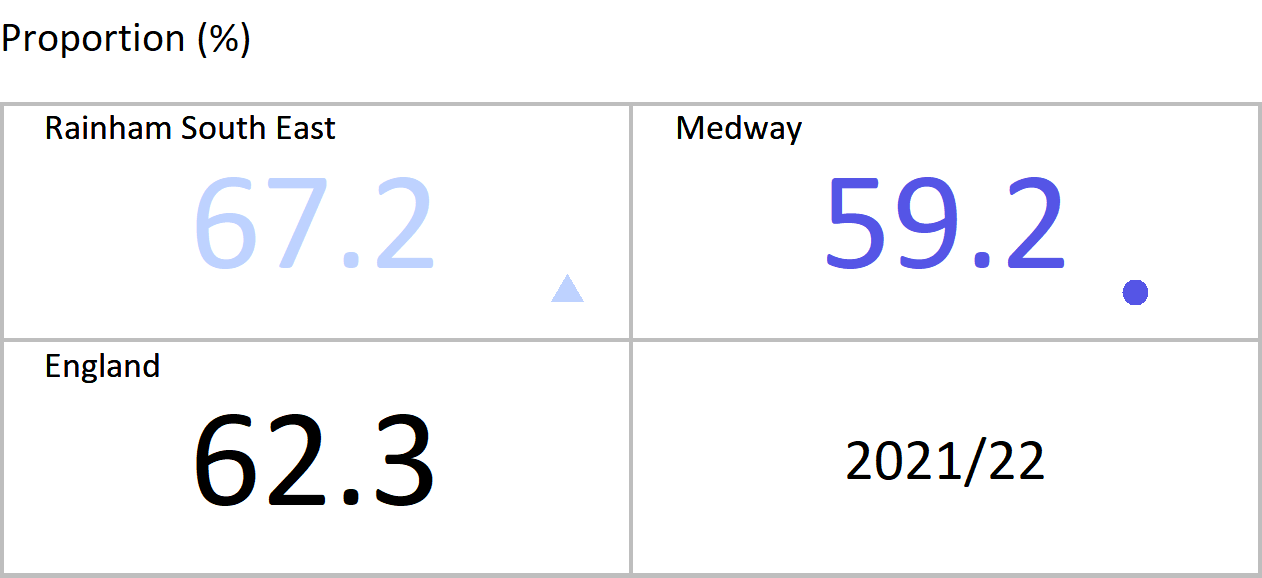 Proportion (%)
Rainham South East
67.2
Medway
59.2
England
62.3
2021/22